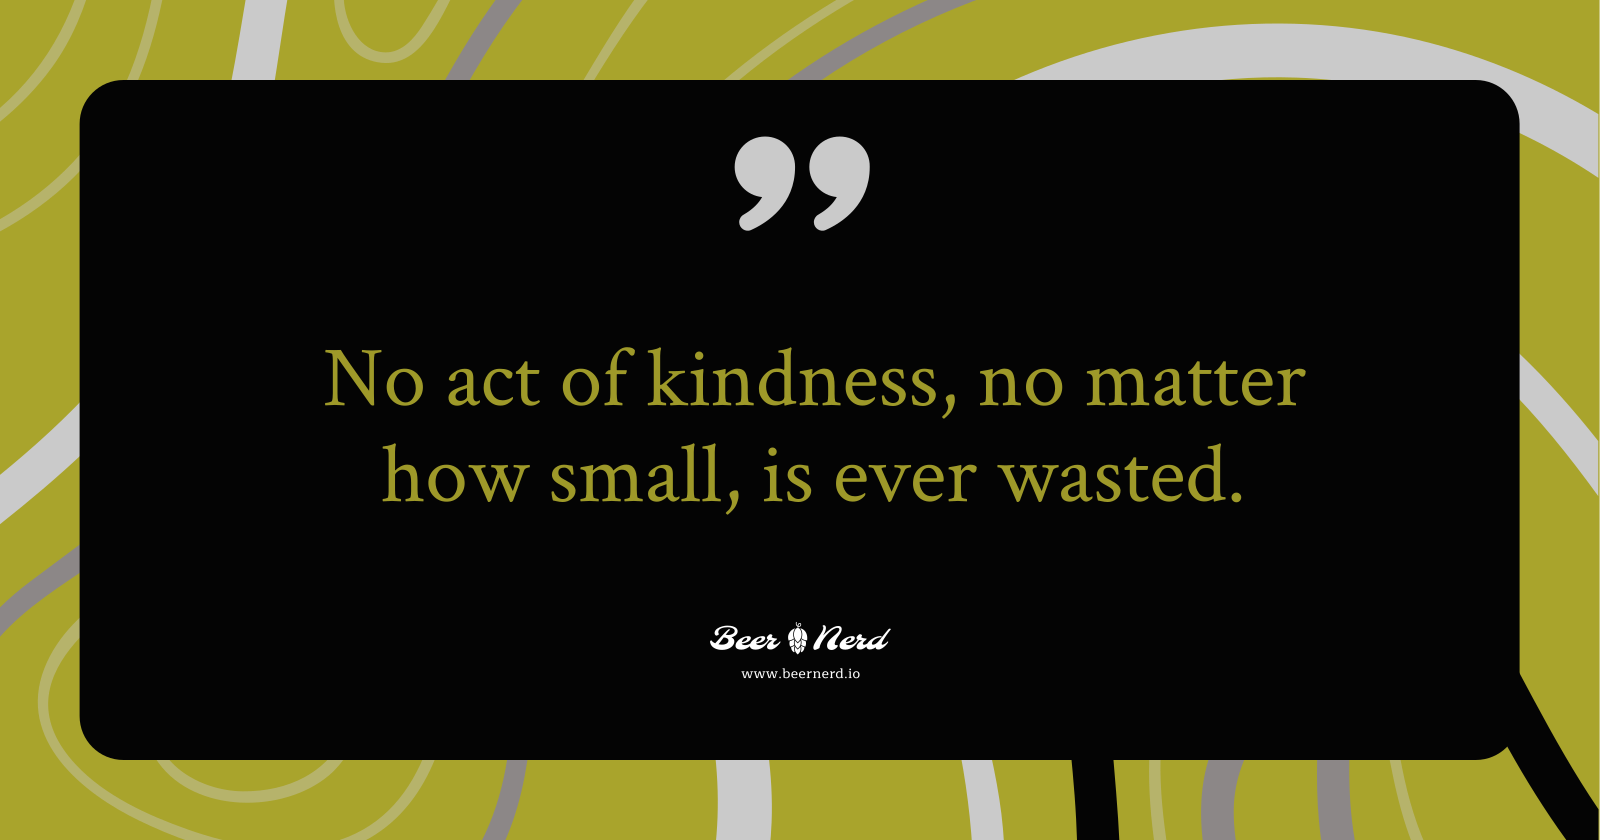 ”
No act of kindness, no matter
how small, is ever wasted.
Beer Nerd
www.beernerd.io